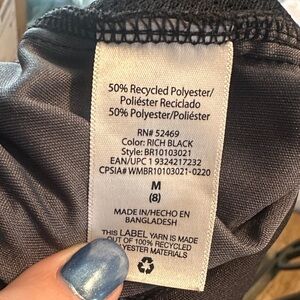 50% Recycled Polyester/
Poliéster Reciclado
50% Polyester/Poliéster
RN# 52469
Color: RICH BLACK
Style: BR10103021
EAN/UPC 1 9324217232
CPSIA# WMBR10103021-0220
M
(8)
MADE IN/HECHO EN
BANGLADESH
THIS LABEL YARN IS MADE
OUT OF 100% RECYCLED
POLYESTER MATERIALS